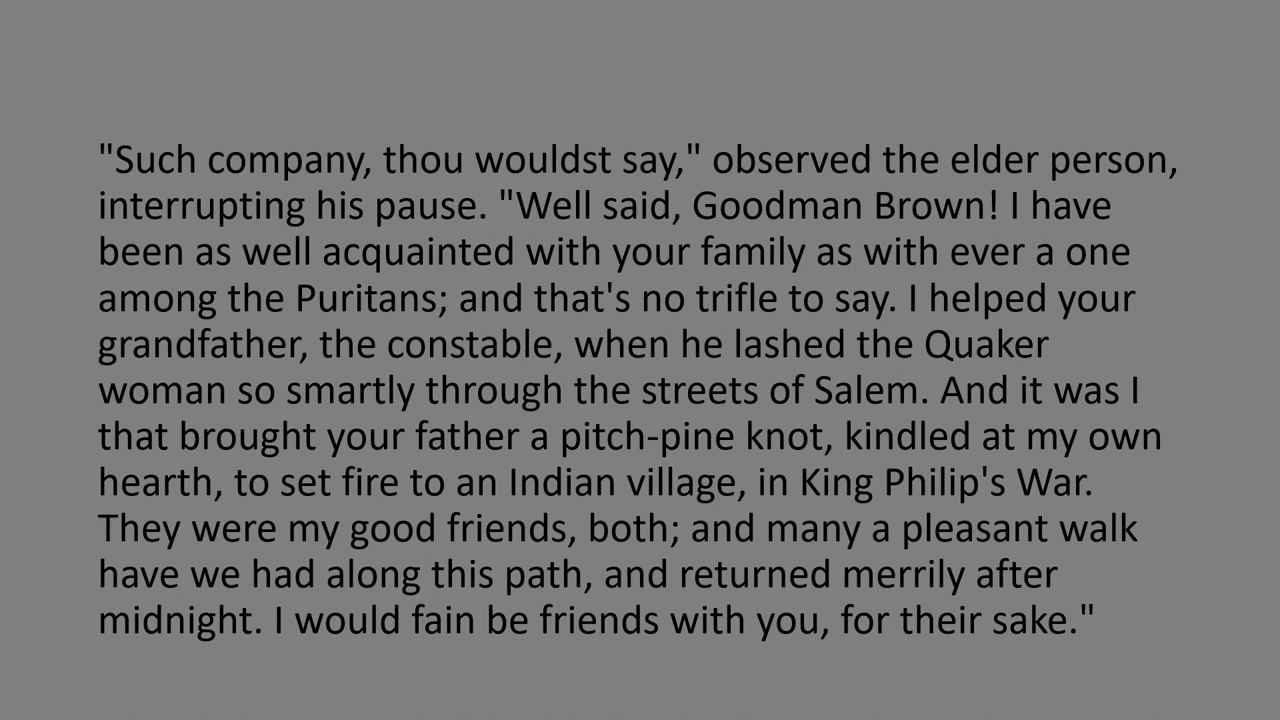 "Such company, thou wouldst say," observed the elder person,
interrupting his pause. "Well said, Goodman Brown! I have
been as well acquainted with your family as with ever a one
among the Puritans; and that's no trifle to say. I helped your
grandfather, the constable, when he lashed the Quaker
woman so smartly through the streets of Salem. And it was I
that brought your father a pitch-pine knot, kindled at my own
hearth, to set fire to an Indian village, in King Philip's War.
They were my good friends, both; and many a pleasant walk
have we had along this path, and returned merrily after
midnight. I would fain be friends with you, for their sake."